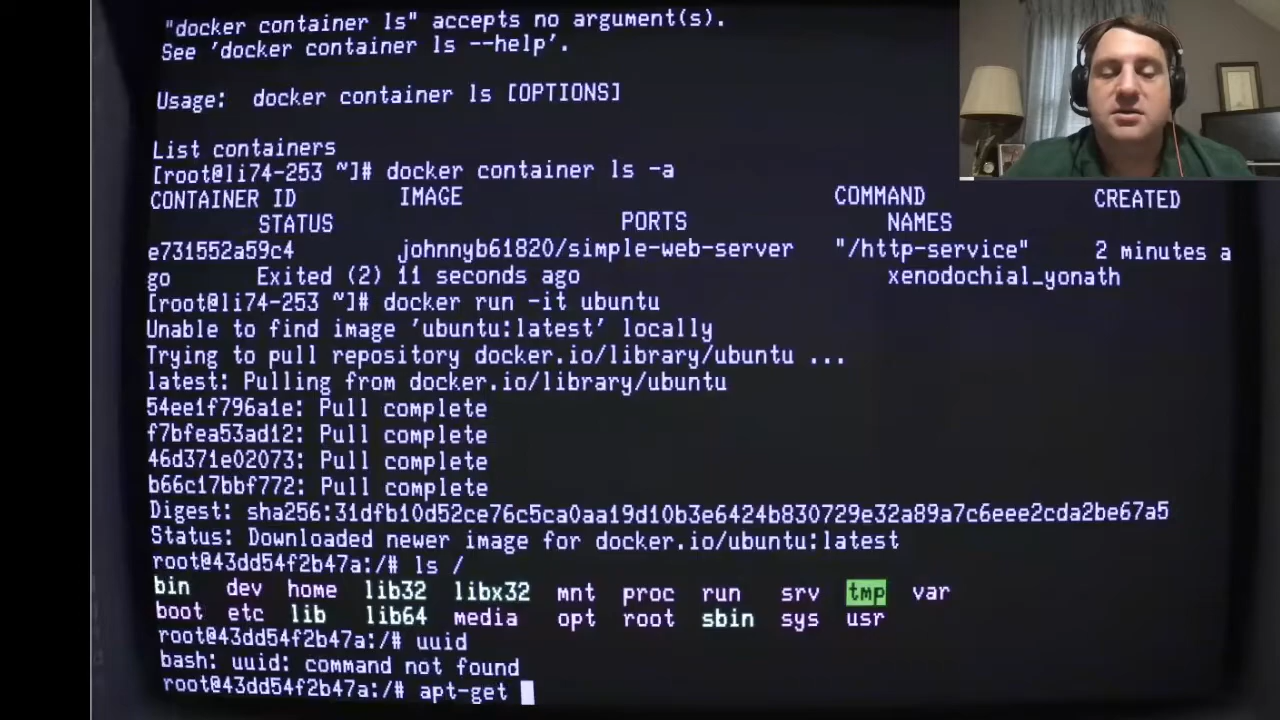 "docker container ls" accepts no argument(s).
See 'docker container ls --help'.
Usage:  docker container ls [OPTIONS]
List containers
[root@li74-253 ~]# docker container ls -a
CONTAINER ID        IMAGE                                   COMMAND             CREATED
STATUS                                   PORTS                         NAMES
e731552a59c4        johnnyb61820/simple-web-server   "/http-service"     2 minutes a
go       Exited (2) 11 seconds ago                              xenodochial_yonath
[root@li74-253 ~]# docker run -it ubuntu
Unable to find image 'ubuntu:latest' locally
Trying to pull repository docker.io/library/ubuntu ...
latest: Pulling from docker.io/library/ubuntu
54ee1f796a1e: Pull complete
f7bfea53ad12: Pull complete
46d371e02073: Pull complete
b66c17bbf772: Pull complete
Digest: sha256:31dfb10d52ce76c5ca0aa19d10b3e6424b830729e32a89a7c6eee2cda2be67a5
Status: Downloaded newer image for docker.io/ubuntu:latest
root@43dd54f2b47a:/# ls /
bin   dev  home  lib32  libx32  mnt  proc  run   srv  tmp  var
boot  etc  lib   lib64  media   opt  root  sbin  sys  usr
root@43dd54f2b47a:/# uuid
bash: uuid: command not found
root@43dd54f2b47a:/# apt-get